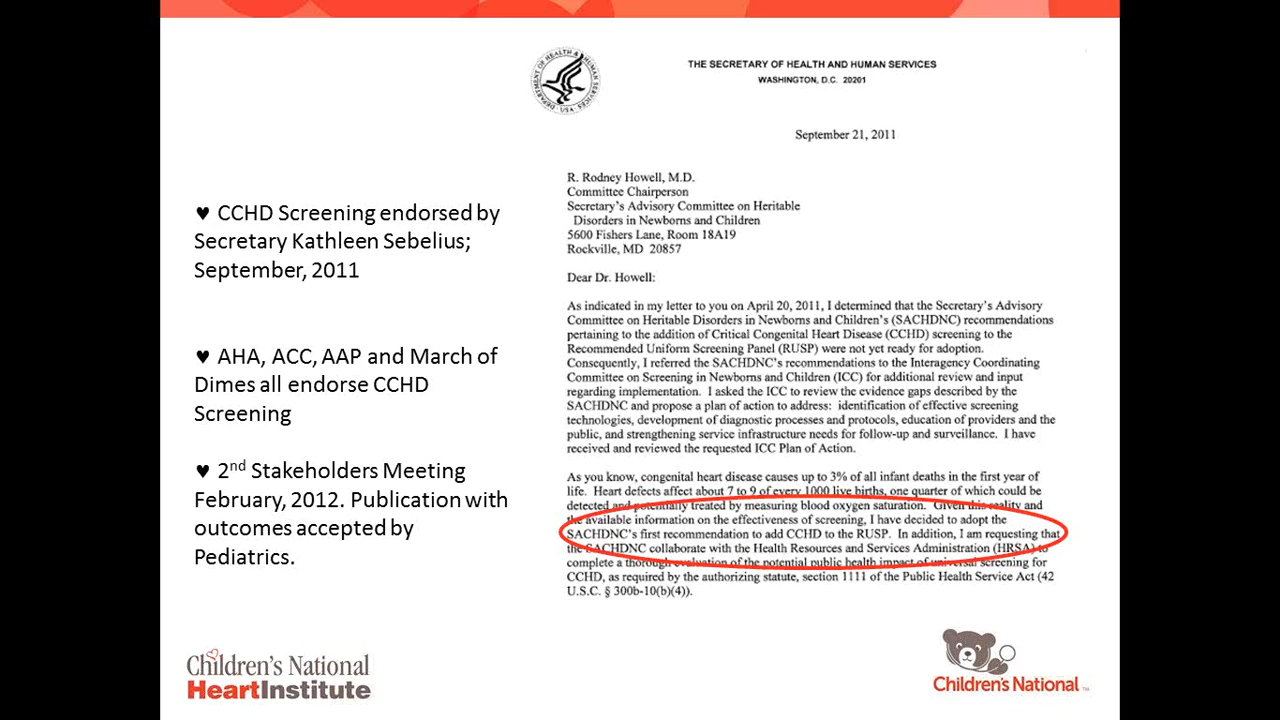 ♥ CCHD Screening endorsed by
Secretary Kathleen Sebelius;
September, 2011
♥ AHA, ACC, AAP and March of
Dimes all endorse CCHD
Screening
♥ 2nd Stakeholders Meeting
February, 2012. Publication with
outcomes accepted by
Pediatrics.
DEPARTMENT OF HEALTH & HUMAN SERVICES · USA
THE SECRETARY OF HEALTH AND HUMAN SERVICES
WASHINGTON, D.C. 20201
September 21, 2011
R. Rodney Howell, M.D.
Committee Chairperson
Secretary's Advisory Committee on Heritable
Disorders in Newborns and Children
5600 Fishers Lane, Room 18A19
Rockville, MD 20857
Dear Dr. Howell:
As indicated in my letter to you on April 20, 2011, I determined that the Secretary's Advisory
Committee on Heritable Disorders in Newborns and Children's (SACHDNC) recommendations
pertaining to the addition of Critical Congenital Heart Disease (CCHD) screening to the
Recommended Uniform Screening Panel (RUSP) were not yet ready for adoption.
Consequently, I referred the SACHDNC's recommendations to the Interagency Coordinating
Committee on Screening in Newborns and Children (ICC) for additional review and input
regarding implementation. I asked the ICC to review the evidence gaps described by the
SACHDNC and propose a plan of action to address: identification of effective screening
technologies, development of diagnostic processes and protocols, education of providers and the
public, and strengthening service infrastructure needs for follow-up and surveillance. I have
received and reviewed the requested ICC Plan of Action.
As you know, congenital heart disease causes up to 3% of all infant deaths in the first year of
life. Heart defects affect about 7 to 9 of every 1000 live births, one quarter of which could be
detected and potentially treated by measuring blood oxygen saturation. Given this reality and
the available information on the effectiveness of screening, I have decided to adopt the
SACHDNC's first recommendation to add CCHD to the RUSP. In addition, I am requesting that
the SACHDNC collaborate with the Health Resources and Services Administration (HRSA) to
complete a thorough evaluation of the potential public health impact of universal screening for
CCHD, as required by the authorizing statute, section 1111 of the Public Health Service Act (42
U.S.C. § 300b-10(b)(4)).
Children's National
HeartInstitute
Children's National ™